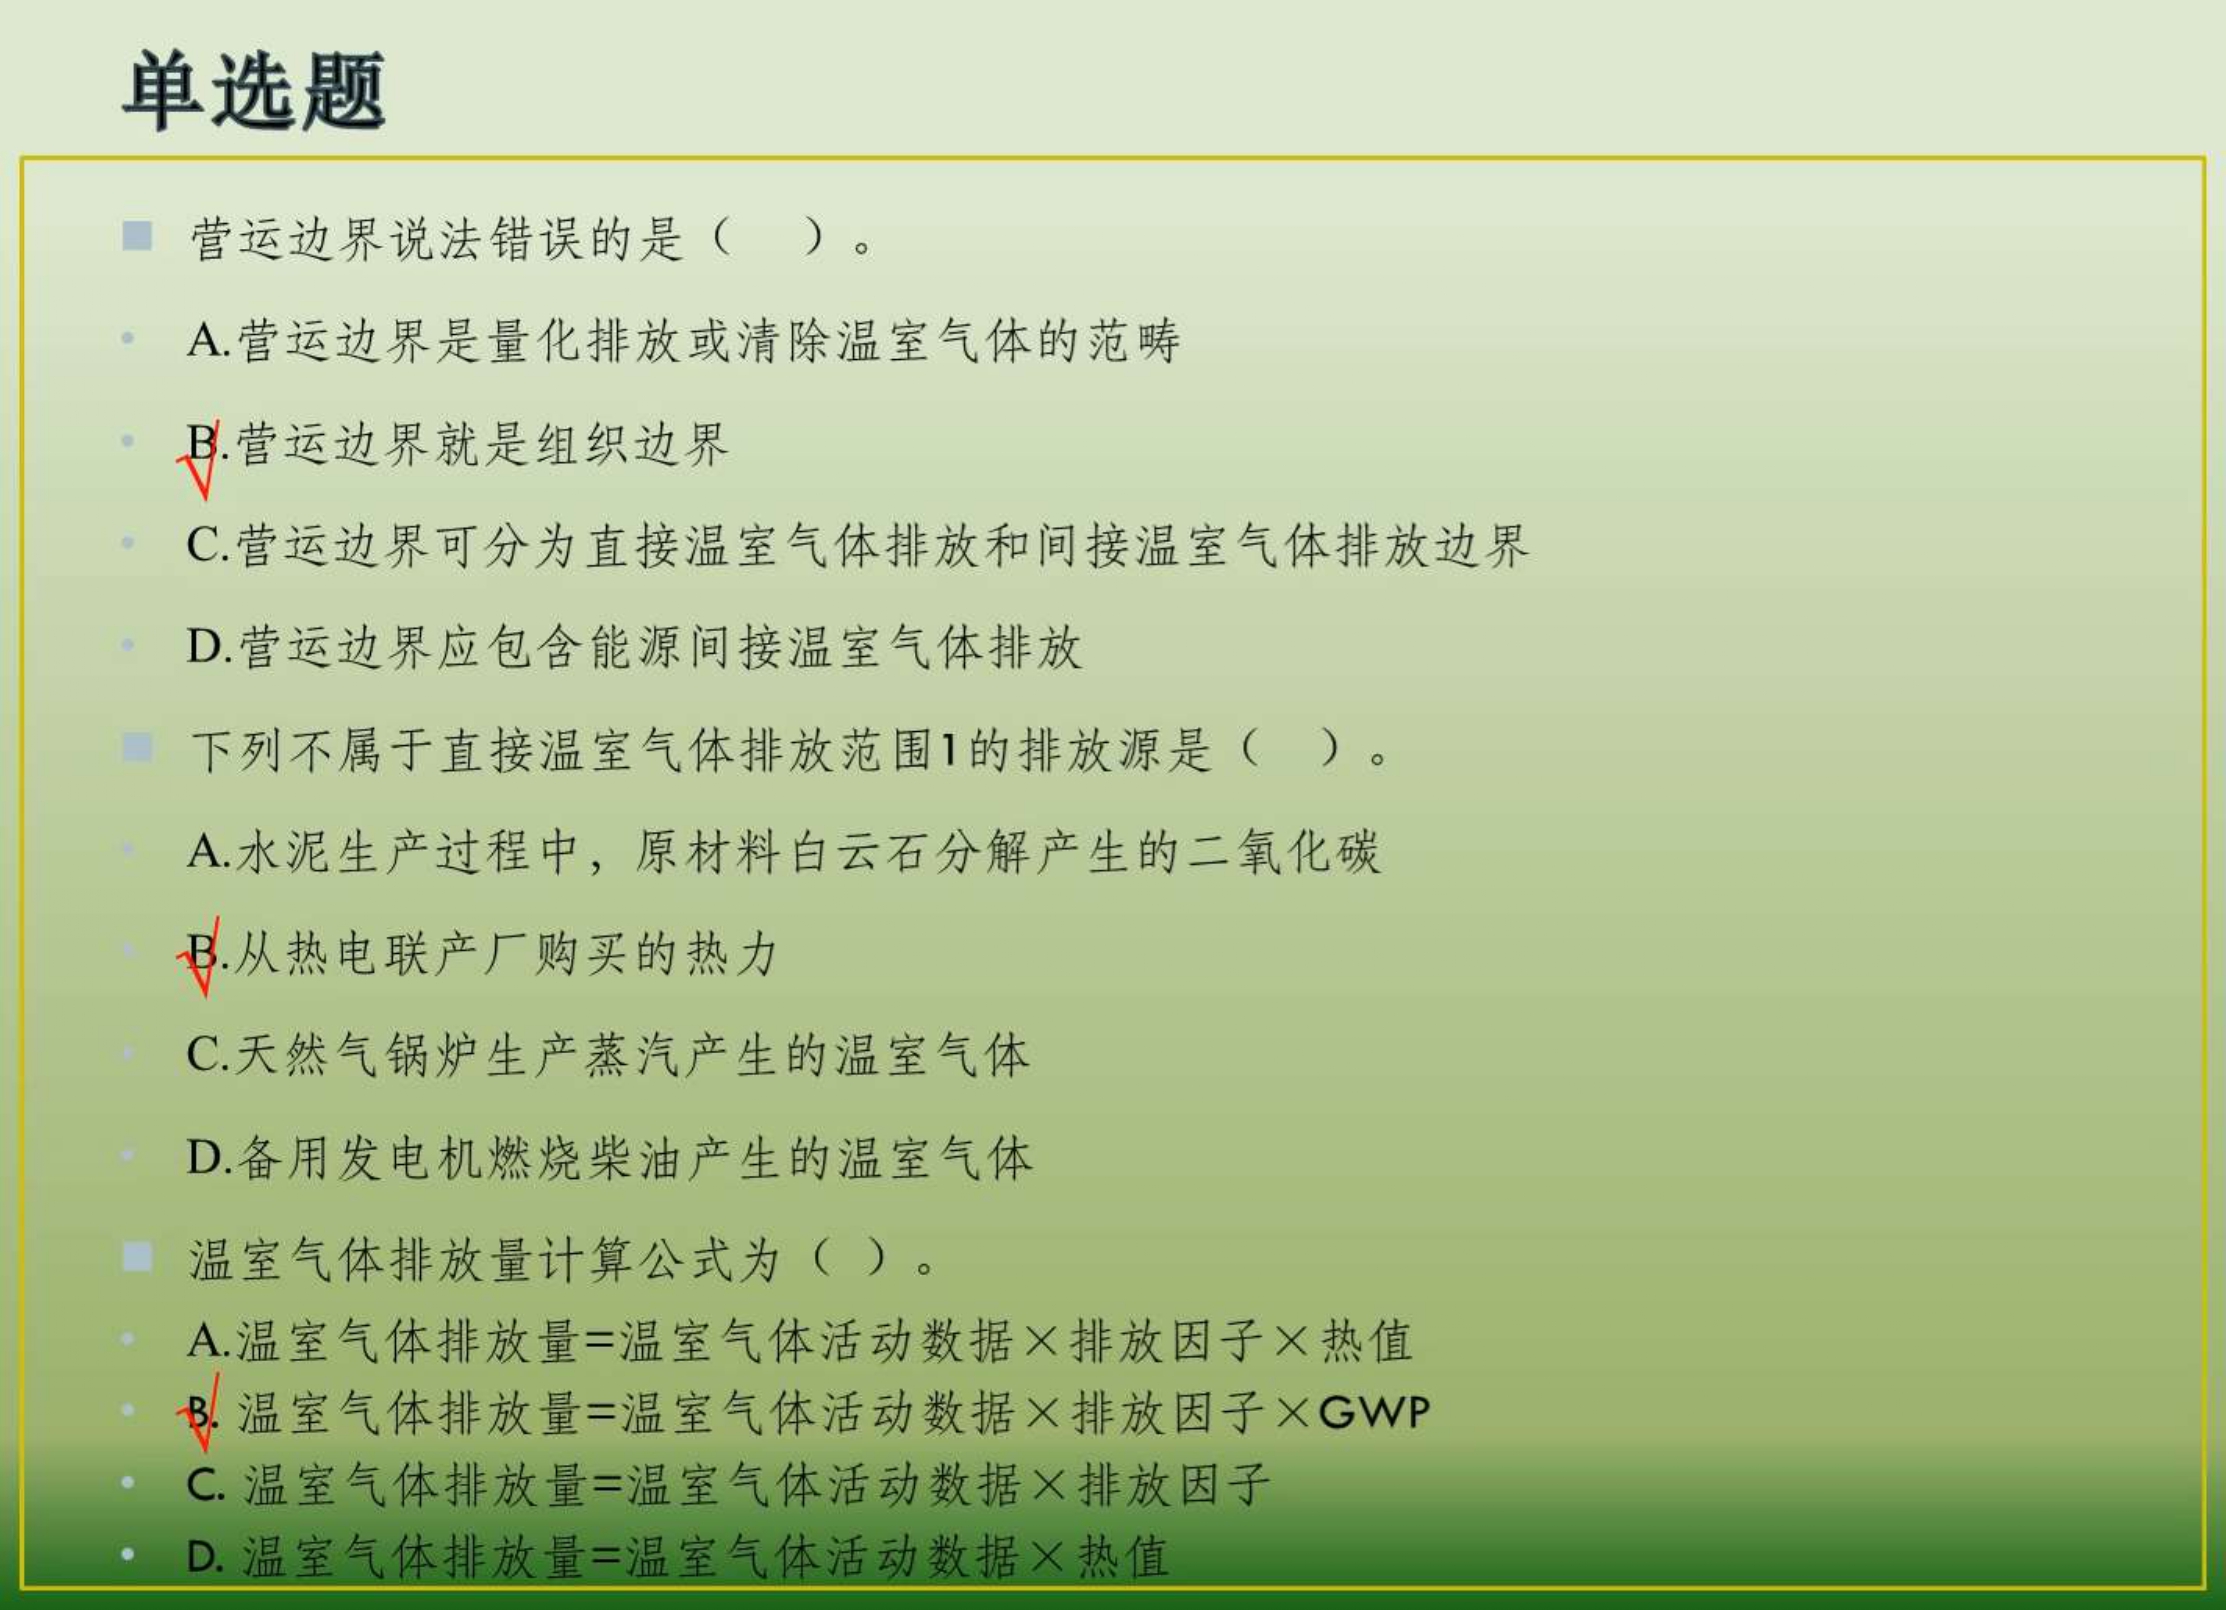 单选题
营运边界说法错误的是（ ）。
A.营运边界是量化排放或清除温室气体的范畴
B.营运边界就是组织边界
C.营运边界可分为直接温室气体排放和间接温室气体排放边界
D.营运边界应包含能源间接温室气体排放
下列不属于直接温室气体排放范围1的排放源是（ ）。
A.水泥生产过程中，原材料白云石分解产生的二氧化碳
B.从热电联产厂购买的热力
C.天然气锅炉生产蒸汽产生的温室气体
D.备用发电机燃烧柴油产生的温室气体
温室气体排放量计算公式为（ ）。
A.温室气体排放量=温室气体活动数据×排放因子×热值
B. 温室气体排放量=温室气体活动数据×排放因子×GWP
C. 温室气体排放量=温室气体活动数据×排放因子
D. 温室气体排放量=温室气体活动数据×热值